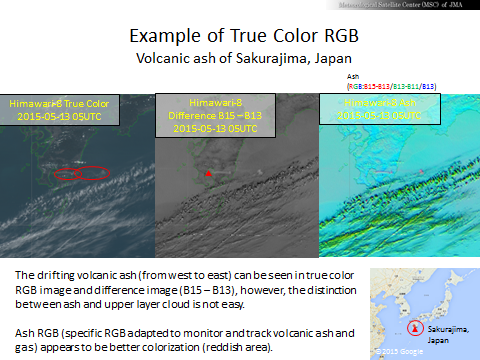 Meteorological Satellite Center (MSC) of JMA
Example of True Color RGB
Volcanic ash of Sakurajima, Japan
Ash
(RGB:B15-B13/B13-B11/B13)
Himawari-8 True Color
2015-05-13 05UTC
Himawari-8
Difference B15 – B13
2015-05-13 05UTC
Himawari-8 Ash
2015-05-13 05UTC
The drifting volcanic ash (from west to east) can be seen in true color
RGB image and difference image (B15 – B13), however, the distinction
between ash and upper layer cloud is not easy.
Ash RGB (specific RGB adapted to monitor and track volcanic ash and
gas) appears to be better colorization (reddish area).
Sakurajima,
Japan
©2015 Google